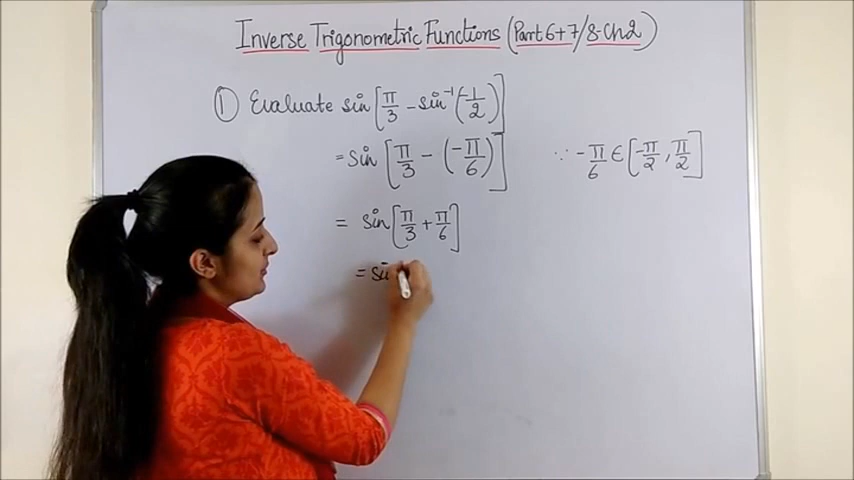 Inverse Trigonometric Functions (Part 6+7/8-Ch2)
① Evaluate sin[π/3 - sin⁻¹(-1/2)]
= sin[π/3 - (-π/6)] ∵ -π/6 ∈ [-π/2, π/2]
= sin[π/3 + π/6]
= sin